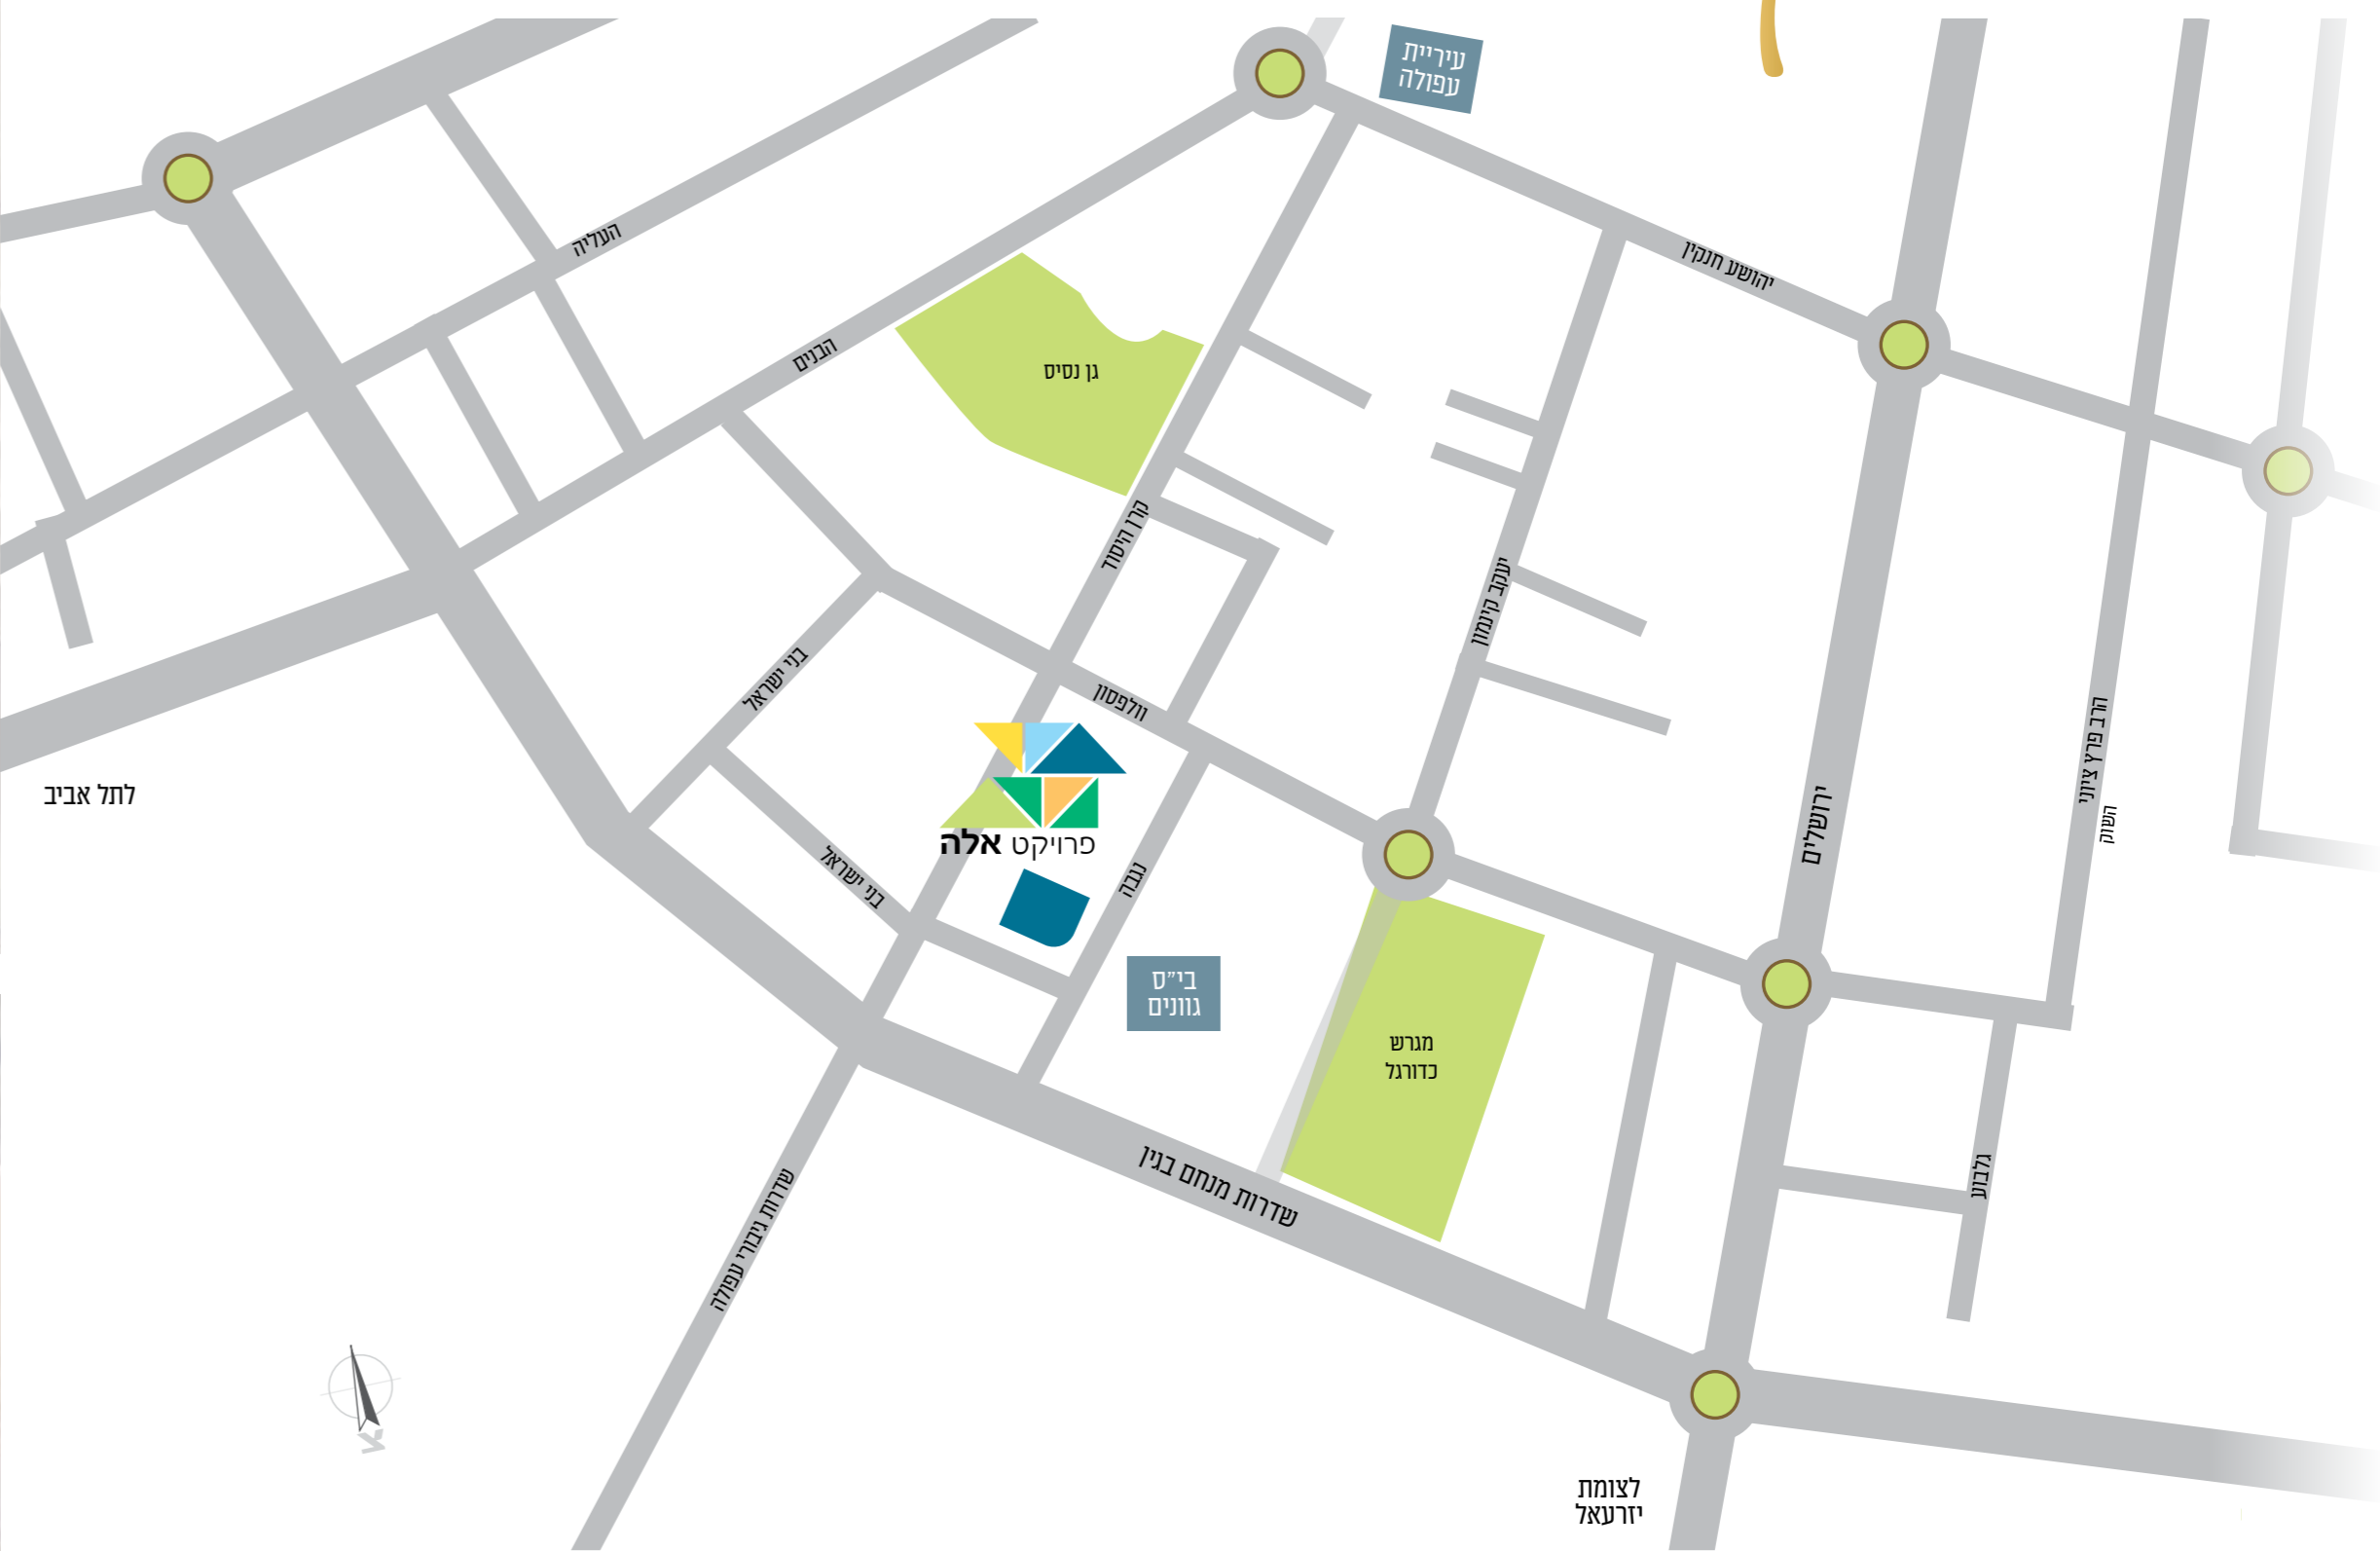 עיריית
עפולה
העליה
יהושע חנקין
הבנים
גן נסיס
קרן היסוד
יעקב קינמון
בני ישראל
וולפסון
הרב פרץ ציוני
לתל אביב
ירושלים
השוק
פרויקט אלה
בני ישראל
נגבה
בי״ס
גוונים
מגרש
כדורגל
גלבוע
שדרות מנחם בגין
שדרות גיבורי עפולה
צ
לצומת
יזרעאל